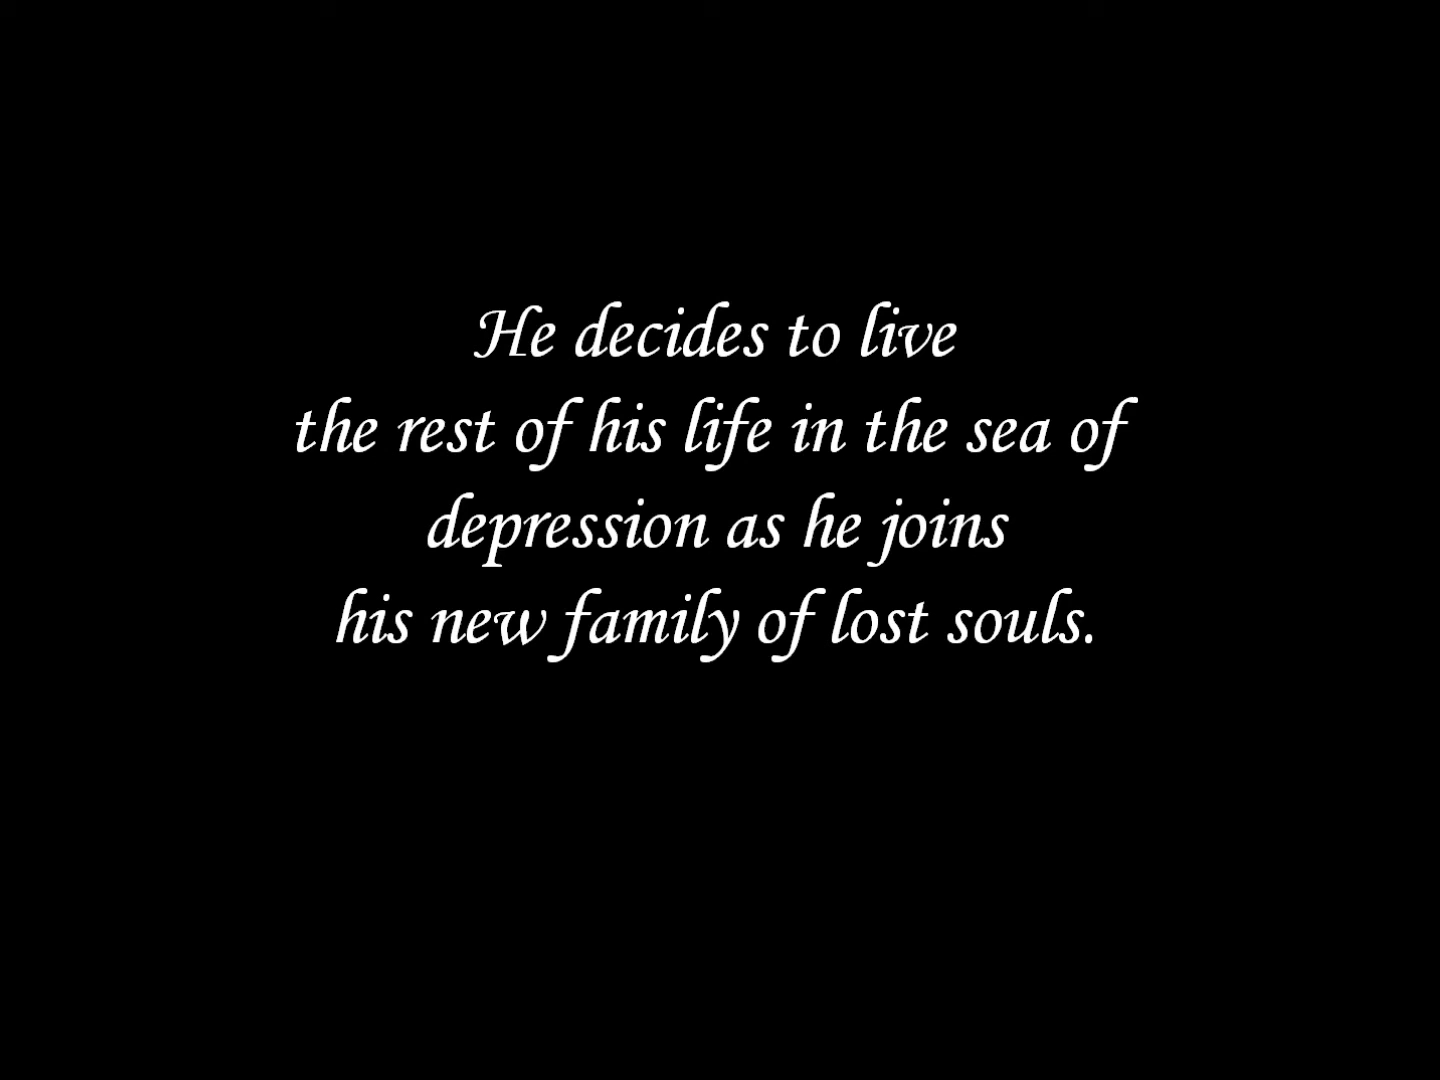 He decides to live
the rest of his life in the sea of
depression as he joins
his new family of lost souls.